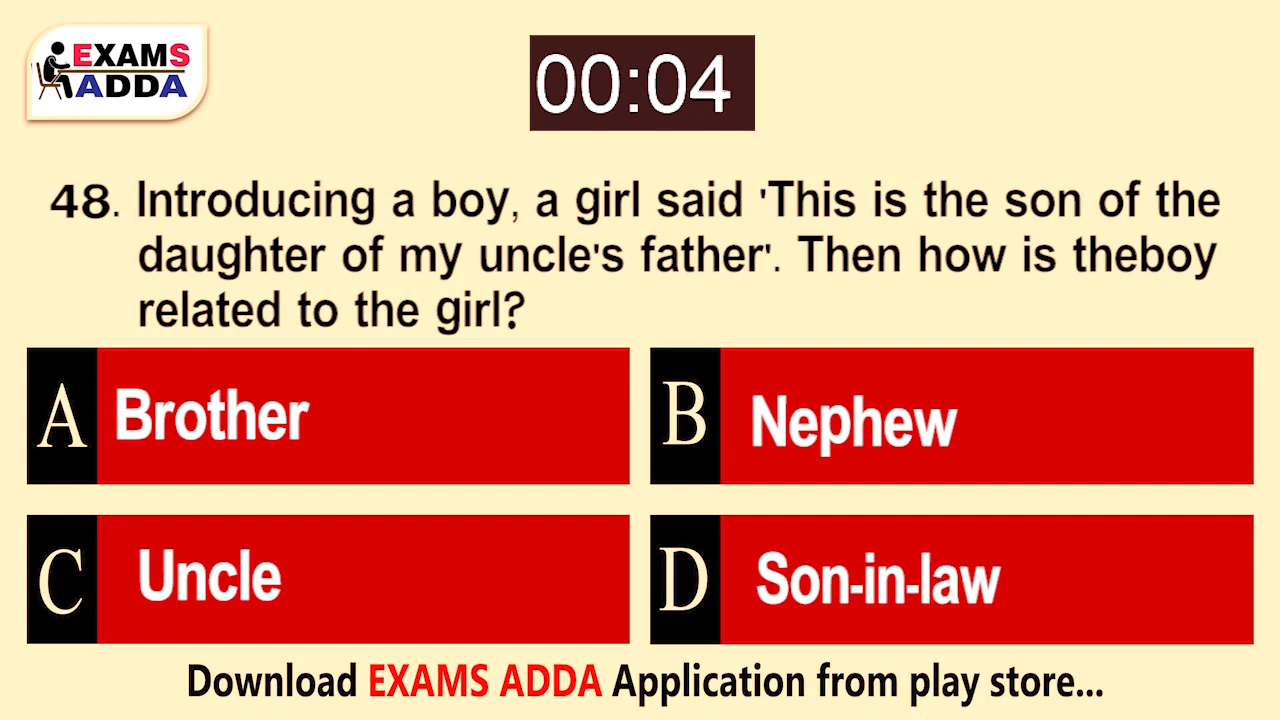 EXAMS
ADDA
00:04
48. Introducing a boy, a girl said 'This is the son of the
daughter of my uncle's father'. Then how is theboy
related to the girl?
A Brother
B Nephew
C Uncle
D Son-in-law
Download EXAMS ADDA Application from play store...